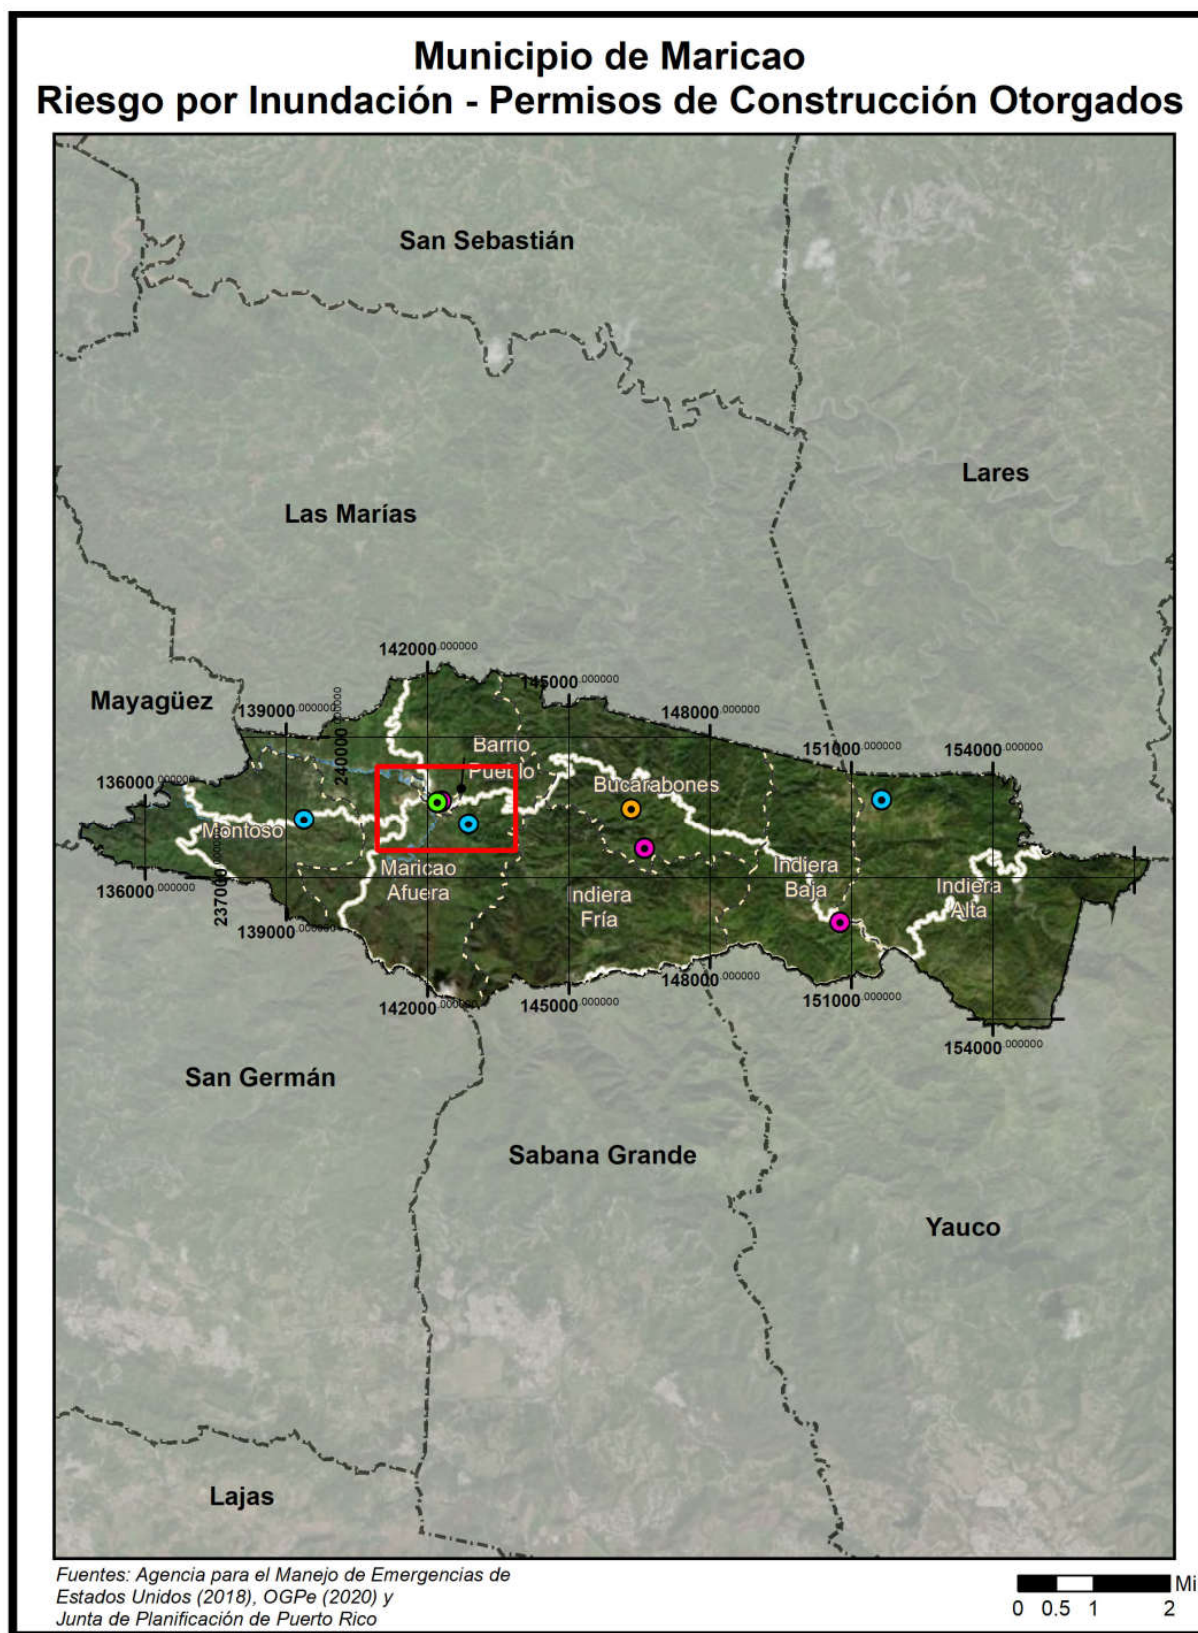 Municipio de Maricao
Riesgo por Inundación - Permisos de Construcción Otorgados
San Sebastián
Lares
Las Marías
Mayagüez
142000.000000
145000.000000
139000.000000
148000.000000
240000.000000
151000.000000
154000.000000
136000.000000
Barrio
Pueblo
Bucarabones
Montoso
Maricao
Afuera
Indiera
Baja
Indiera
Alta
Indiera
Fría
136000.000000
237000.000000
139000.000000
142000.000000
145000.000000
148000.000000
151000.000000
154000.000000
San Germán
Sabana Grande
Yauco
Lajas
Fuentes: Agencia para el Manejo de Emergencias de
Estados Unidos (2018), OGPe (2020) y
Junta de Planificación de Puerto Rico
Mi
0 0.5 1 2